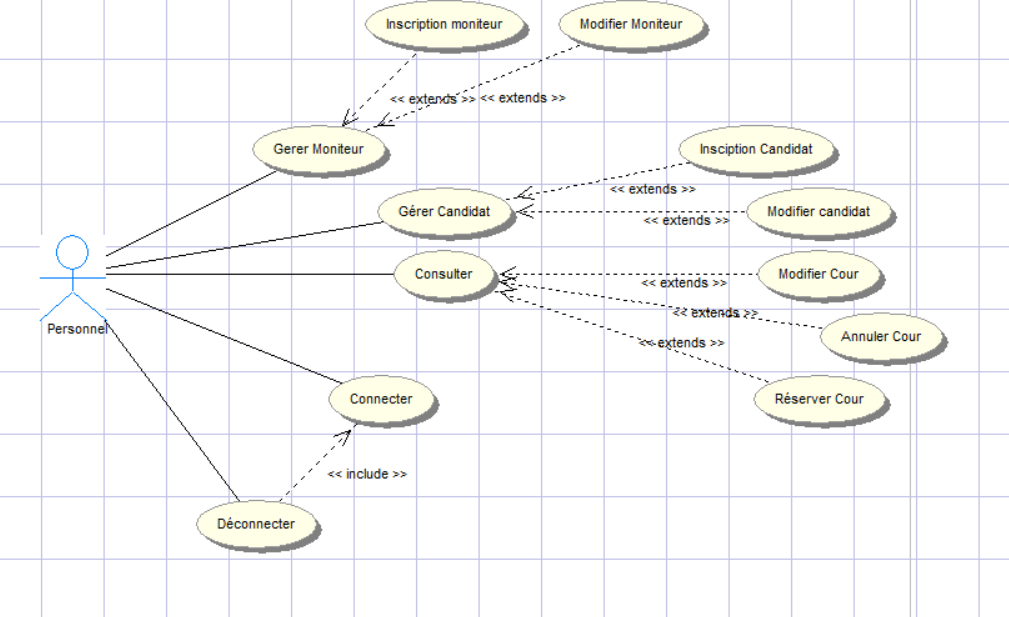 Inscription moniteur
Modifier Moniteur
<< extends >>
<< extends >>
Gerer Moniteur
Insciption Candidat
<< extends >>
Gérer Candidat
Modifier candidat
<< extends >>
Consulter
Modifier Cour
<< extends >>
<< extends >>
Personnel
Annuler Cour
<< extends >>
Connecter
Réserver Cour
<< include >>
Déconnecter